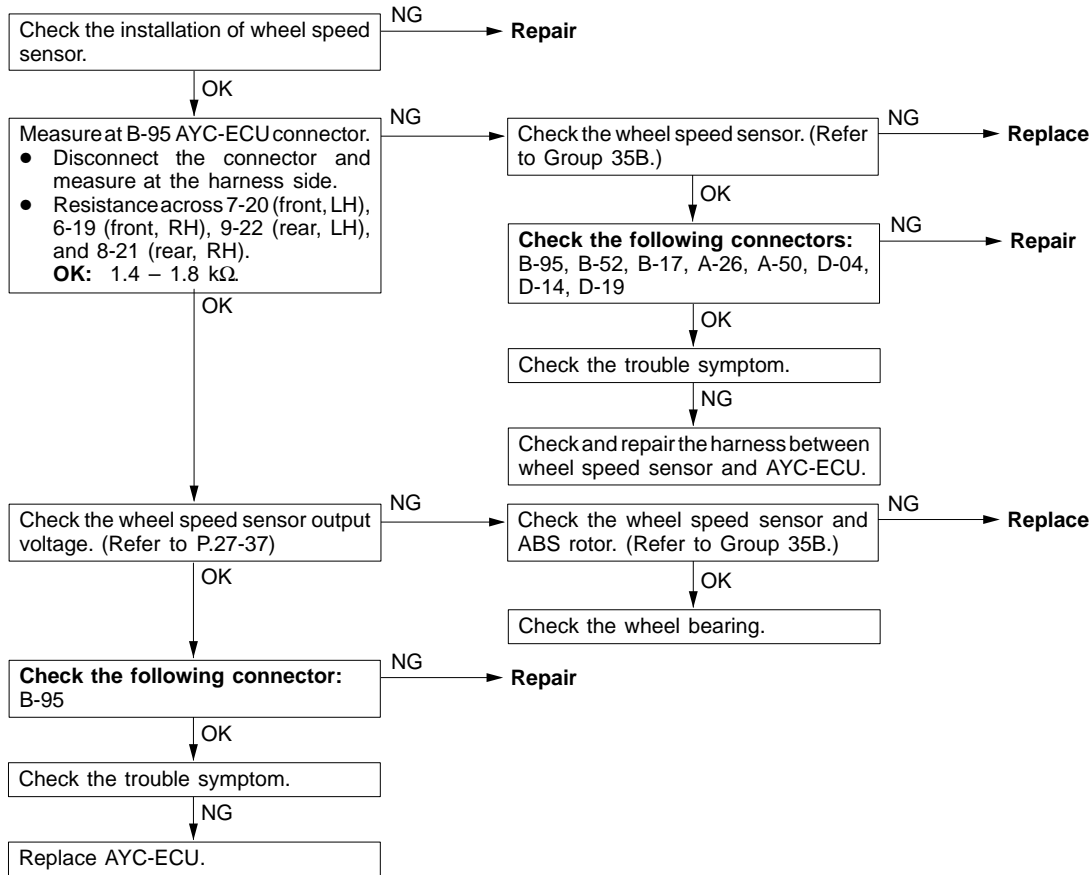 Check the installation of wheel speed
sensor.
NG
Repair
OK
Measure at B-95 AYC-ECU connector.
● Disconnect the connector and
measure at the harness side.
● Resistance across 7-20 (front, LH),
6-19 (front, RH), 9-22 (rear, LH),
and 8-21 (rear, RH).
OK: 1.4 – 1.8 kΩ.
NG
Check the wheel speed sensor. (Refer
to Group 35B.)
NG
Replace
OK
Check the following connectors:
B-95, B-52, B-17, A-26, A-50, D-04,
D-14, D-19
NG
Repair
OK
Check the trouble symptom.
NG
Check and repair the harness between
wheel speed sensor and AYC-ECU.
OK
Check the wheel speed sensor output
voltage. (Refer to P.27-37)
NG
Check the wheel speed sensor and
ABS rotor. (Refer to Group 35B.)
NG
Replace
OK
Check the wheel bearing.
OK
Check the following connector:
B-95
NG
Repair
OK
Check the trouble symptom.
NG
Replace AYC-ECU.